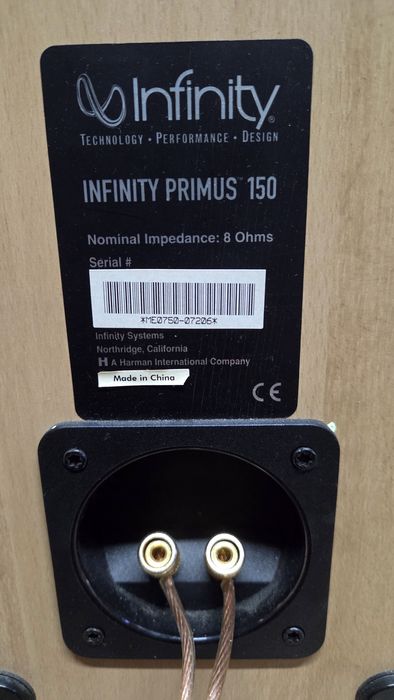 Infinity®
TECHNOLOGY • PERFORMANCE • DESIGN
INFINITY PRIMUS™ 150
Nominal Impedance: 8 Ohms
Serial #
*ME0750-07206*
Infinity Systems
Northridge, California
H A Harman International Company
Made in China
CE